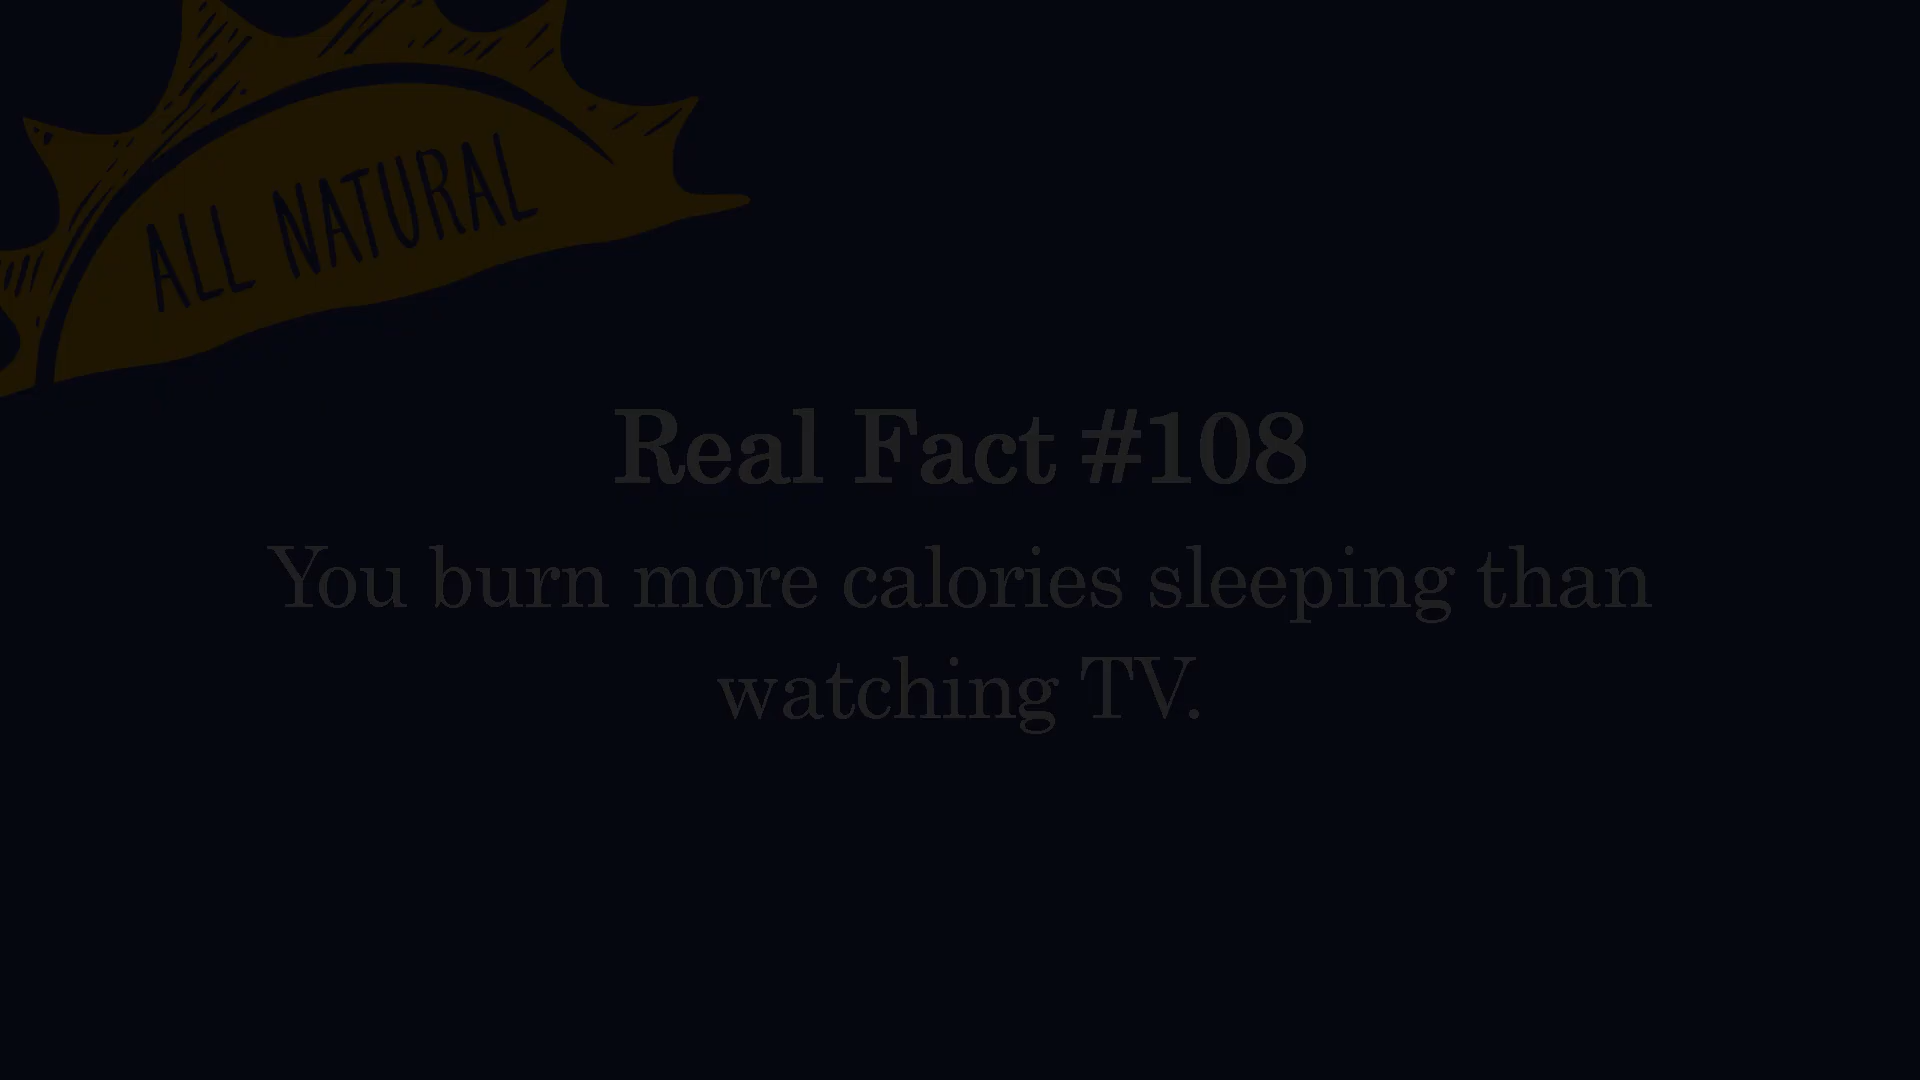 ALL NATURAL
Real Fact #108
You burn more calories sleeping than
watching TV.